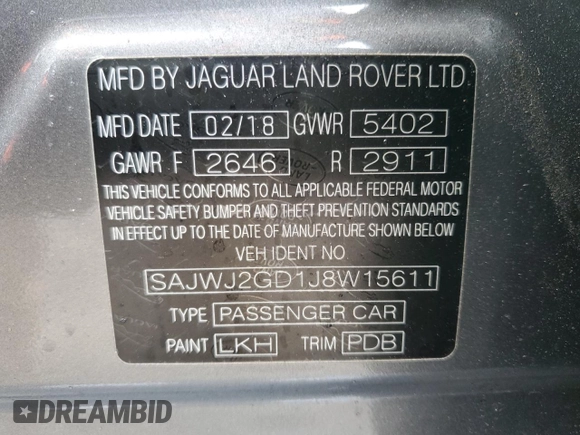 MFD BY JAGUAR LAND ROVER LTD
MFD DATE 02/18 GVWR 5402
GAWR F 2646 R 2911
THIS VEHICLE CONFORMS TO ALL APPLICABLE FEDERAL MOTOR
VEHICLE SAFETY BUMPER AND THEFT PREVENTION STANDARDS
IN EFFECT UP TO THE DATE OF MANUFACTURE SHOWN BELOW
VEH IDENT NO
SAJWJ2GD1J8W15611
TYPE PASSENGER CAR
PAINT LKH TRIM PDB
DREAMBID